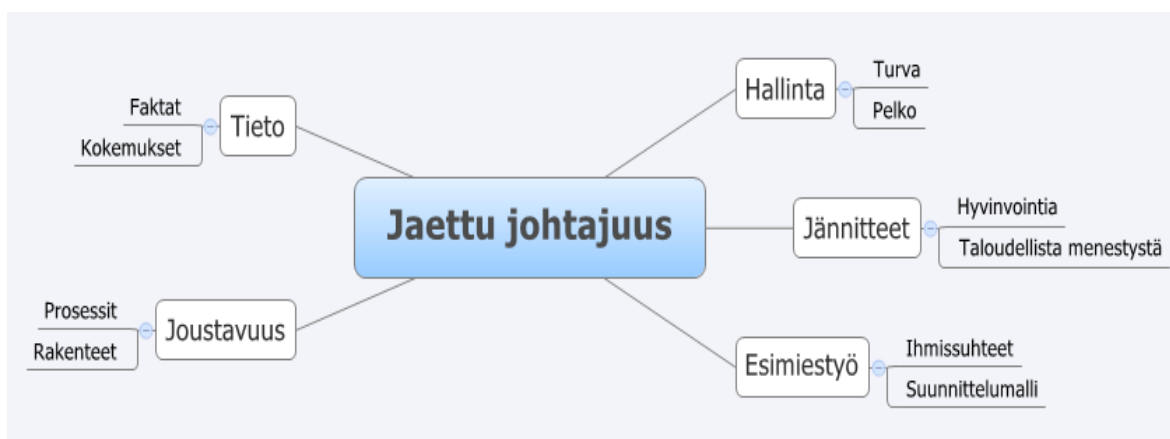 Jaettu johtajuus
Hallinta
Turva
Pelko
Jännitteet
Hyvinvointia
Taloudellista menestystä
Esimiestyö
Ihmissuhteet
Suunnittelumalli
Tieto
Faktat
Kokemukset
Joustavuus
Prosessit
Rakenteet